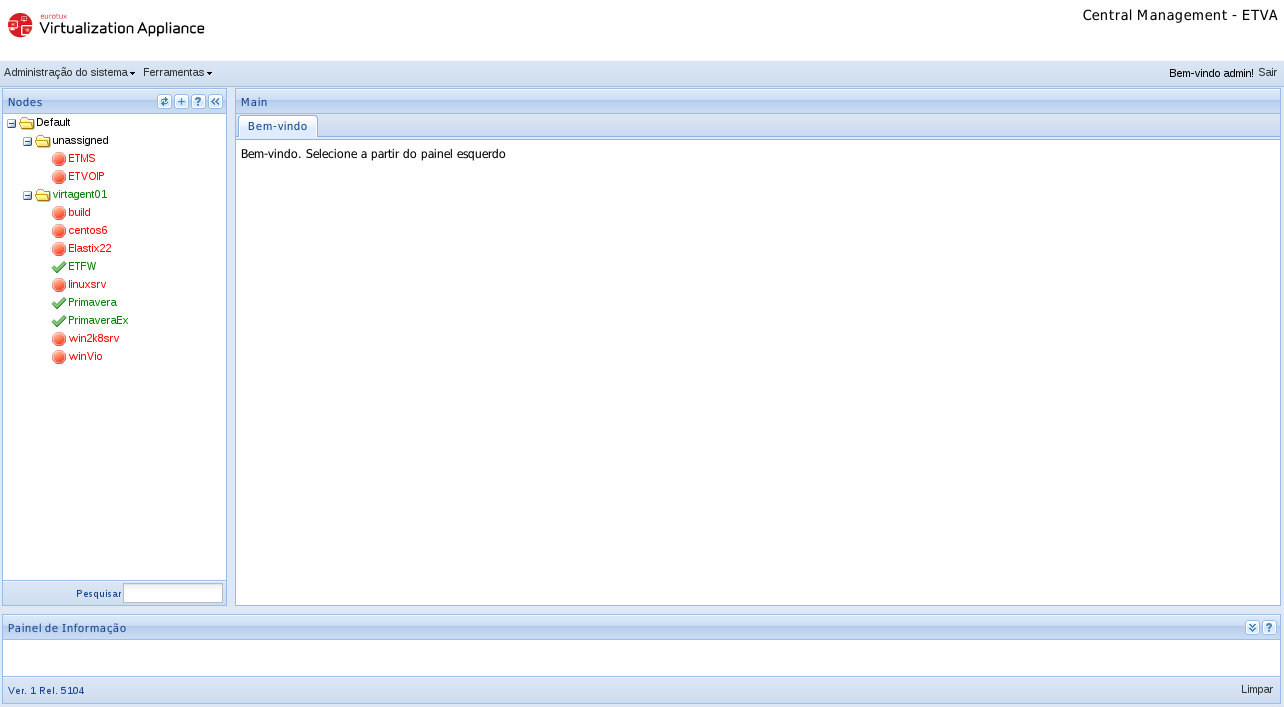 eurotux
Virtualization Appliance
Central Management - ETVA
Administração do sistema Ferramentas
Bem-vindo admin! Sair
Nodes
Default
unassigned
ETMS
ETVOIP
virtagent01
build
centos6
Elastix22
ETFW
linuxsrv
Primavera
PrimaveraEx
win2k8srv
winVio
Pesquisar
Main
Bem-vindo
Bem-vindo. Selecione a partir do painel esquerdo
Painel de Informação
Ver. 1 Rel. 5104
Limpar